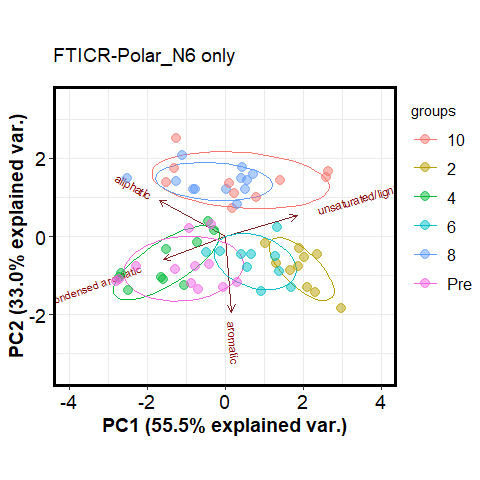 FTICR-Polar_N6 only
PC2 (33.0% explained var.)
2
0
-2
-4
-2
0
2
4
PC1 (55.5% explained var.)
aliphatic
unsaturated/lign
ondensed aromatic
aromatic
groups
10
2
4
6
8
Pre